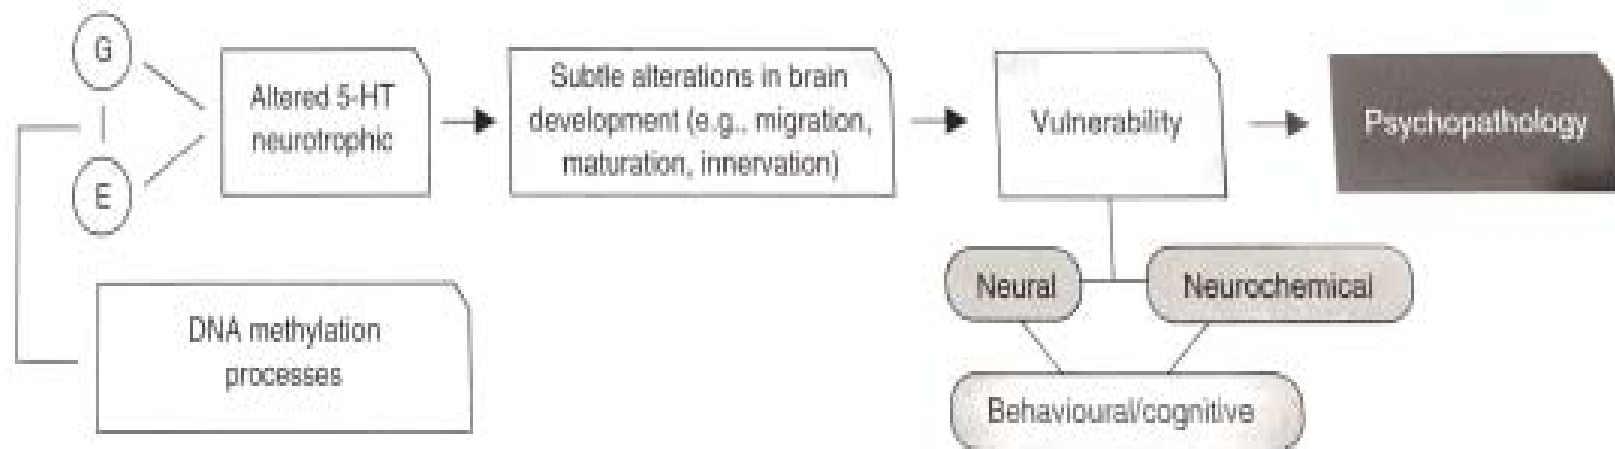 G
E
Altered 5-HT
neurotrophic
Subtle alterations in brain
development (e.g., migration,
maturation, innervation)
Vulnerability
Psychopathology
Neural
Neurochemical
Behavioural/cognitive
DNA methylation
processes